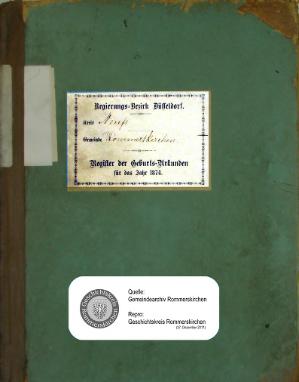 Regierungs-Bezirk Düsseldorf.
Kreis Neuß
Gemeinde Rommerskirchen
Register der Geburts-Urkunden
für das Jahr 1874.
Quelle:
Gemeindearchiv Rommerskirchen
Repro:
Geschichtskreis Rommerskirchen